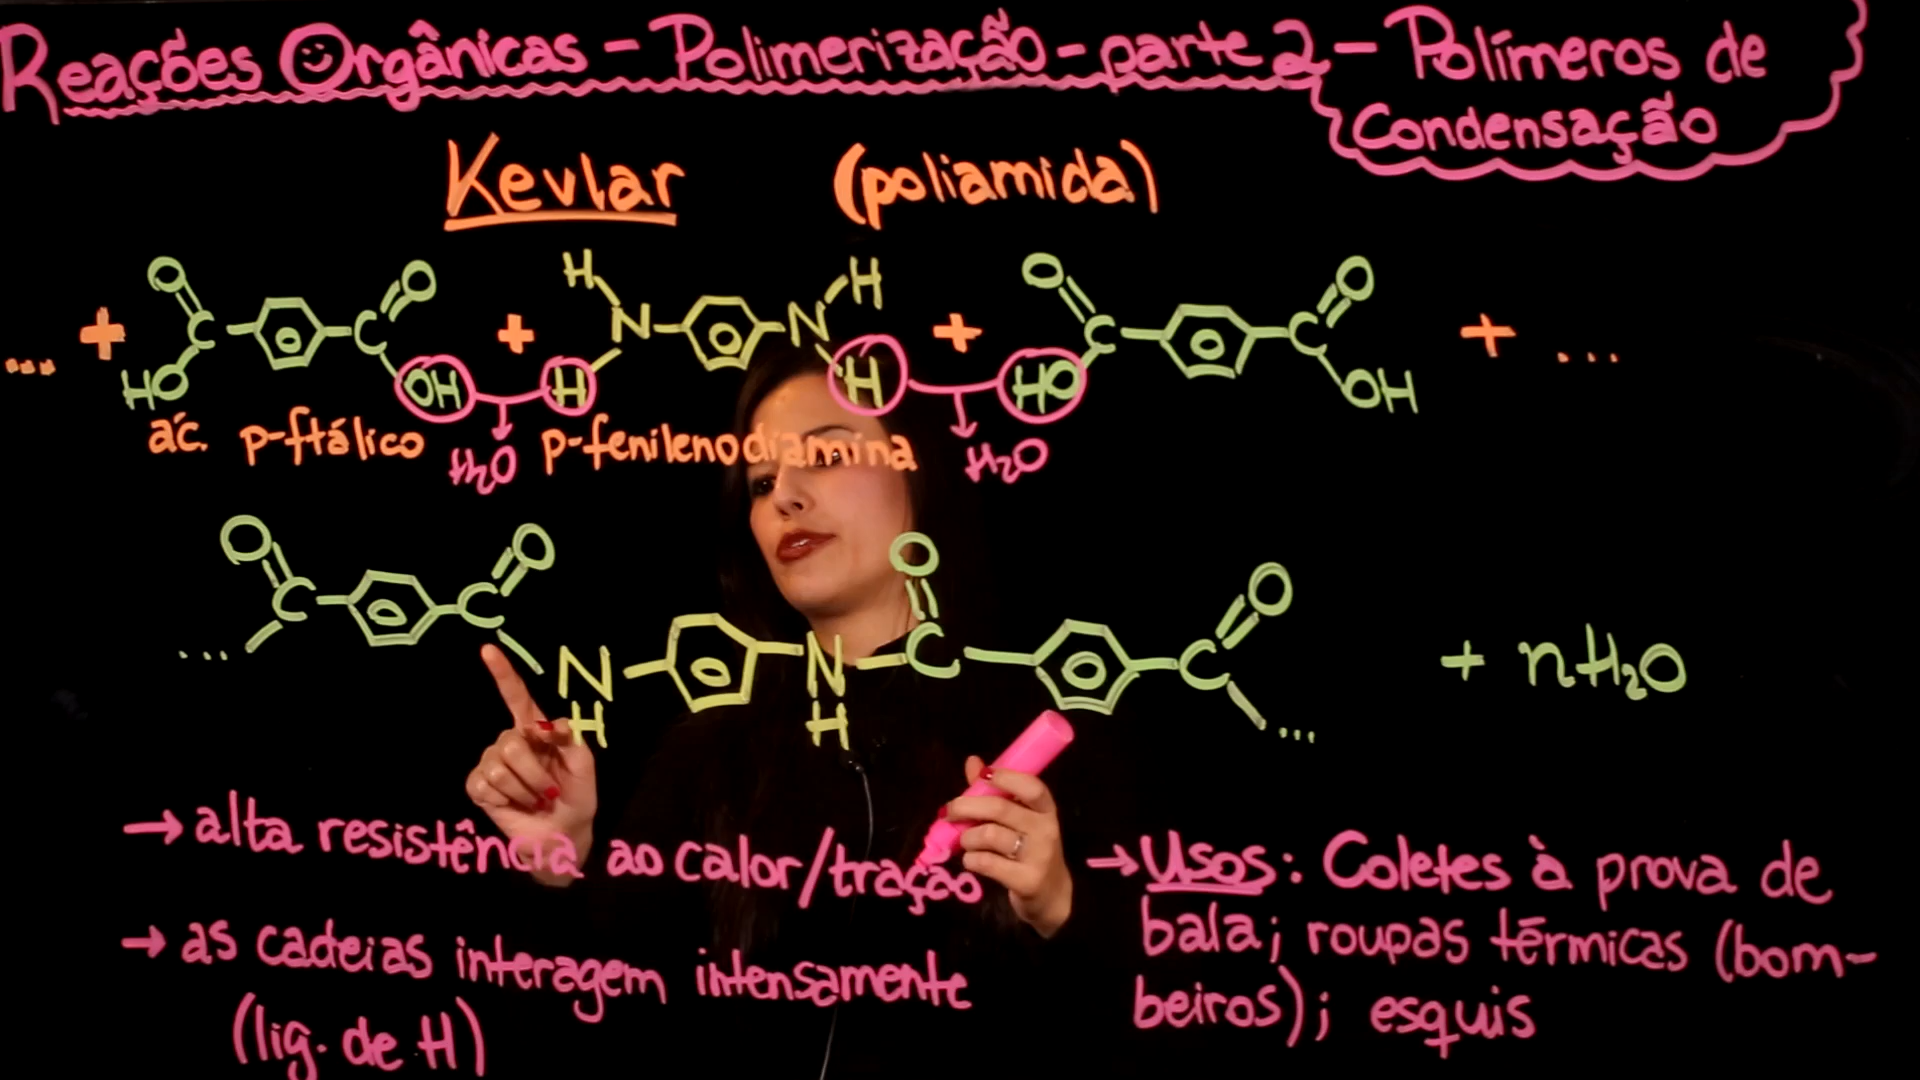 Reações Orgânicas - Polimerização - parte 2 - Polímeros de
Condensação
Kevlar (poliamida)
O O H H O O
... + C C + N N + C C + ...
HO OH H H HO OH
ác. p-ftálico H₂O p-fenilenodiamina H₂O
O O O O
... C C N N C C ... + nH₂O
H H
→ alta resistência ao calor/tração
→ as cadeias interagem intensamente
(lig. de H)
→ Usos: Coletes à prova de
bala; roupas térmicas (bom-
beiros); esquis